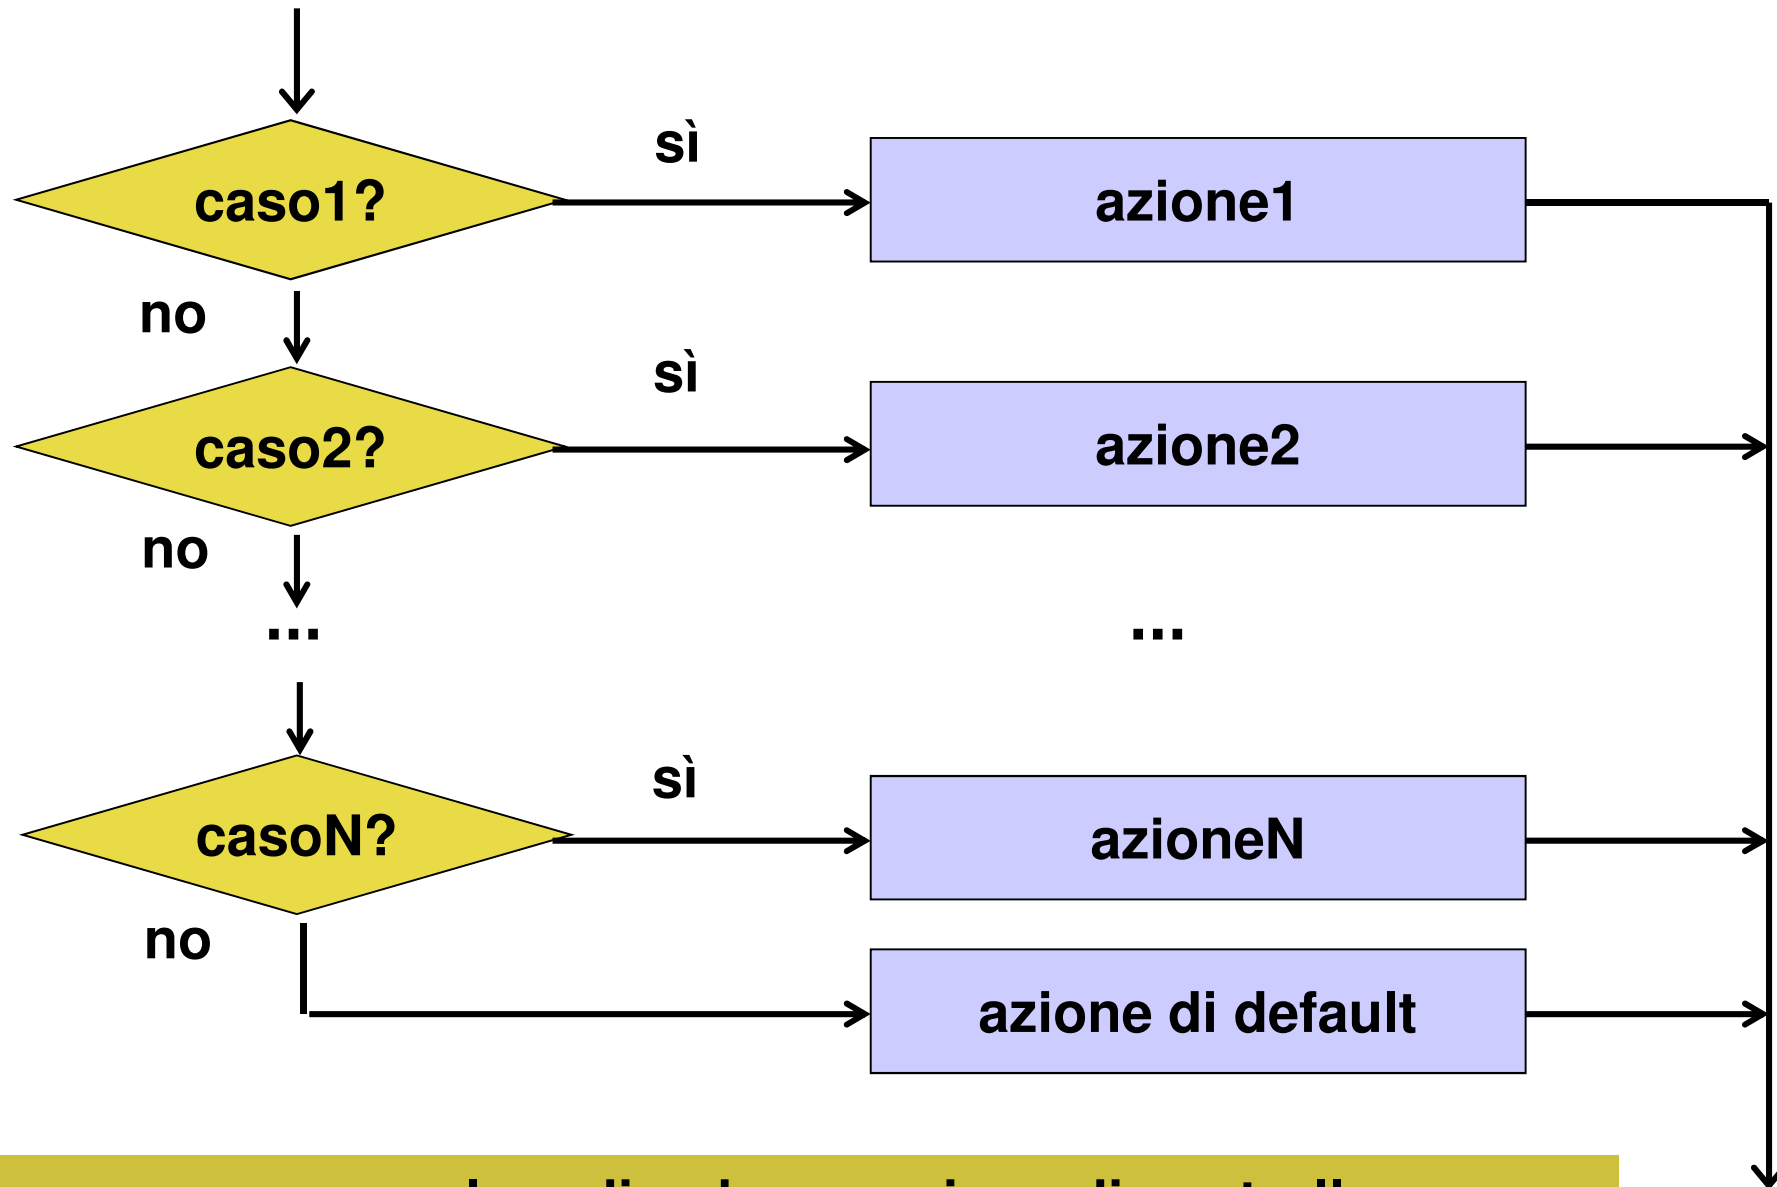 sì
caso1?
azione1
no
sì
caso2?
azione2
no
...
...
sì
casoN?
azioneN
no
azione di default